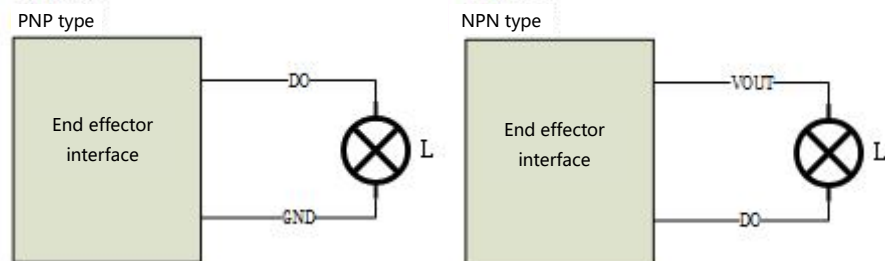 PNP type
End effector
interface
DO
L
GND
NPN type
End effector
interface
VOUT
L
DO